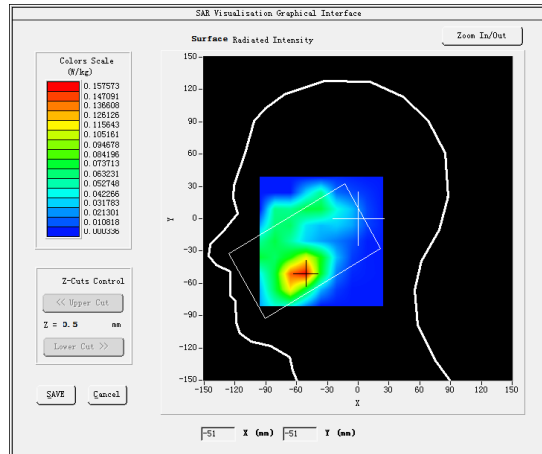 SAR Visualisation Graphical Interface
Surface Radiated Intensity
Zoom In/Out
Colors Scale
(W/kg)
0.157573
0.147091
0.136608
0.126126
0.115643
0.105161
0.094678
0.084196
0.073713
0.063231
0.052748
0.042266
0.031783
0.021301
0.010818
0.000336
Z-Cuts Control
<< Upper Cut
Z = 0.5 mm
Lower Cut >>
SAVE
Cancel
150
120
90
60
30
0
-30
-60
-90
-120
-150
Y
-150 -120 -90 -60 -30 0 30 60 90 120 150
X
-51 X (mm) -51 Y (mm)